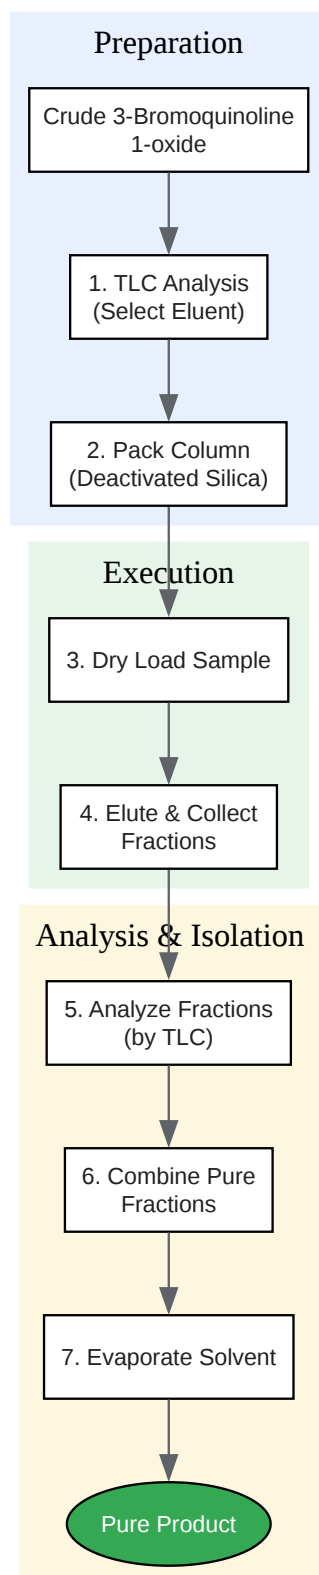 Preparation
Crude 3-Bromoquinoline
1-oxide
1. TLC Analysis
(Select Eluent)
2. Pack Column
(Deactivated Silica)
Execution
3. Dry Load Sample
4. Elute & Collect
Fractions
Analysis & Isolation
5. Analyze Fractions
(by TLC)
6. Combine Pure
Fractions
7. Evaporate Solvent
Pure Product